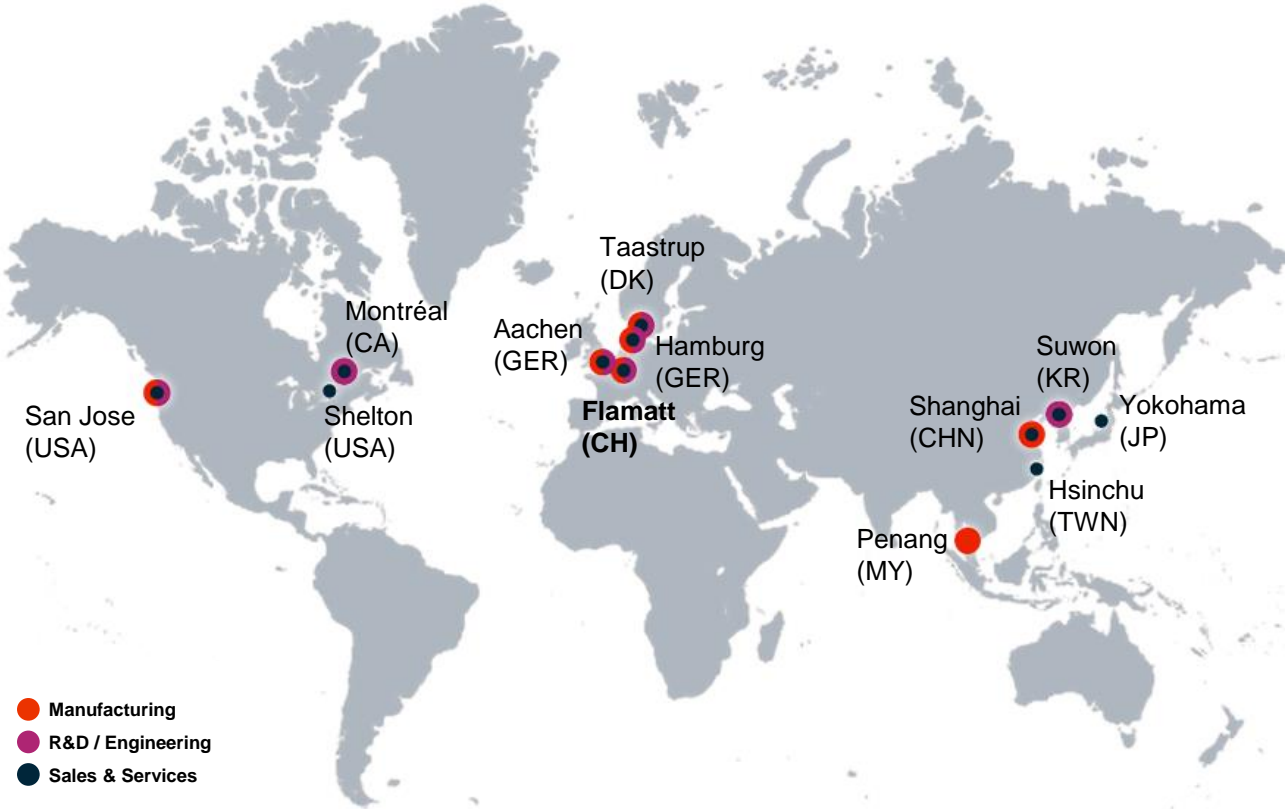 Taastrup
(DK)
Montréal
(CA)
Aachen
(GER)
Hamburg
(GER)
Suwon
(KR)
San Jose
(USA)
Shelton
(USA)
Flamatt
(CH)
Shanghai
(CHN)
Yokohama
(JP)
Hsinchu
(TWN)
Penang
(MY)
Manufacturing
R&D / Engineering
Sales & Services